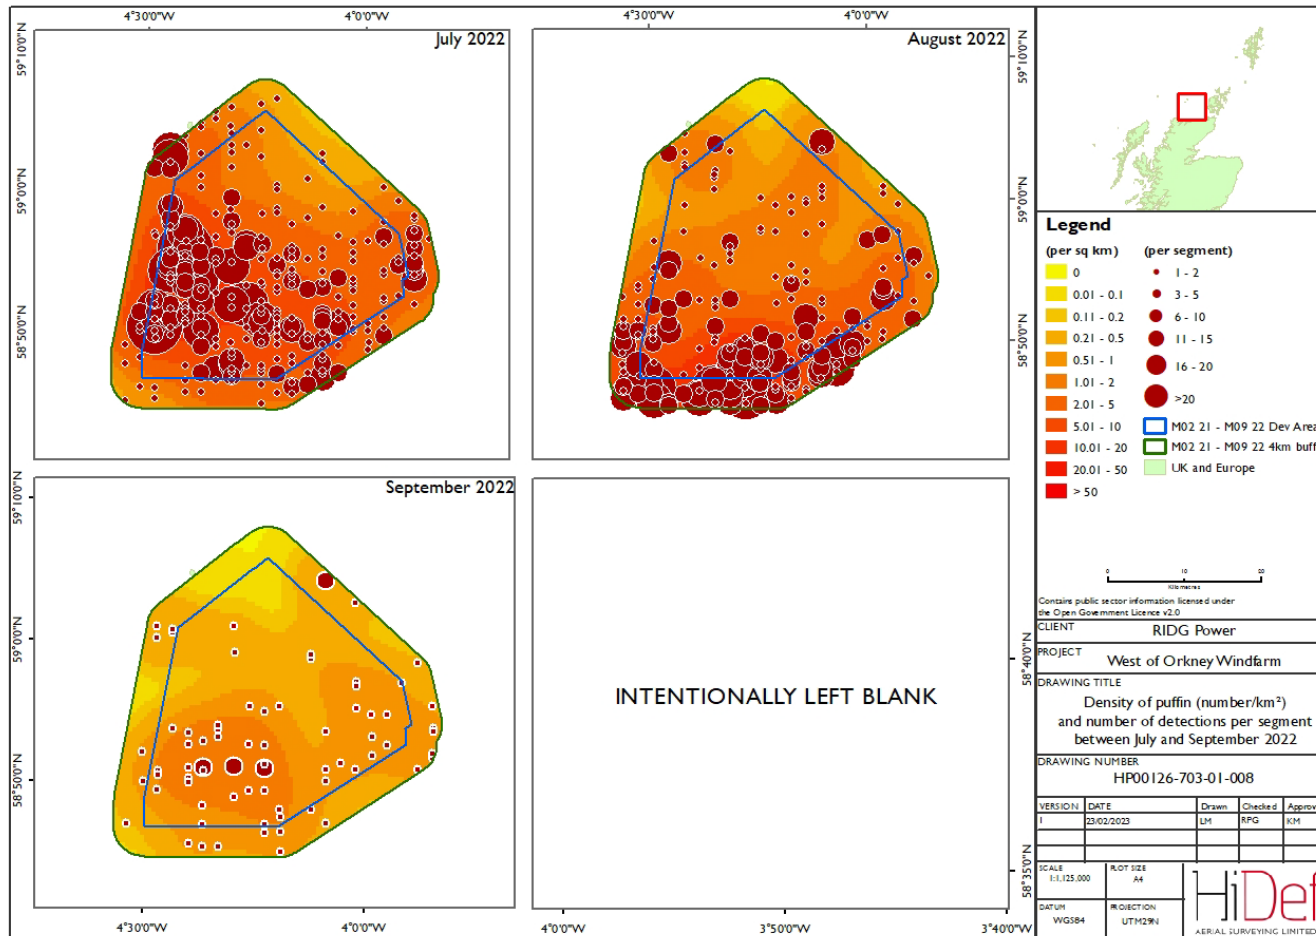 4°30'0"W
4°0'0"W
4°30'0"W
4°0'0"W
July 2022
59°10'0"N
59°0'0"N
58°50'0"N
August 2022
59°10'0"N
59°0'0"N
58°50'0"N
September 2022
59°10'0"N
59°0'0"N
58°50'0"N
INTENTIONALLY LEFT BLANK
58°40'0"N
58°35'0"N
4°30'0"W
4°0'0"W
4°0'0"W
3°50'0"W
3°40'0"W
Legend
(per sq km)
0
0.01 - 0.1
0.11 - 0.2
0.21 - 0.5
0.51 - 1
1.01 - 2
2.01 - 5
5.01 - 10
10.01 - 20
20.01 - 50
> 50
(per segment)
1 - 2
3 - 5
6 - 10
11 - 15
16 - 20
>20
M02 21 - M09 22 Dev Area
M02 21 - M09 22 4km buff
UK and Europe
0 10 20
Kilometres
Contains public sector information licensed under
the Open Government Licence v2.0
CLIENT
RIDG Power
PROJECT
West of Orkney Windfarm
DRAWING TITLE
Density of puffin (number/km²)
and number of detections per segment
between July and September 2022
DRAWING NUMBER
HP00126-703-01-008
VERSION DATE Drawn Checked Approv
1 23/02/2023 LM RPG KM
SCALE
1:1,125,000
PLOT SIZE
A4
DATUM
WGS84
PROJECTION
UTM29N
HiDef
AERIAL SURVEYING LIMITED